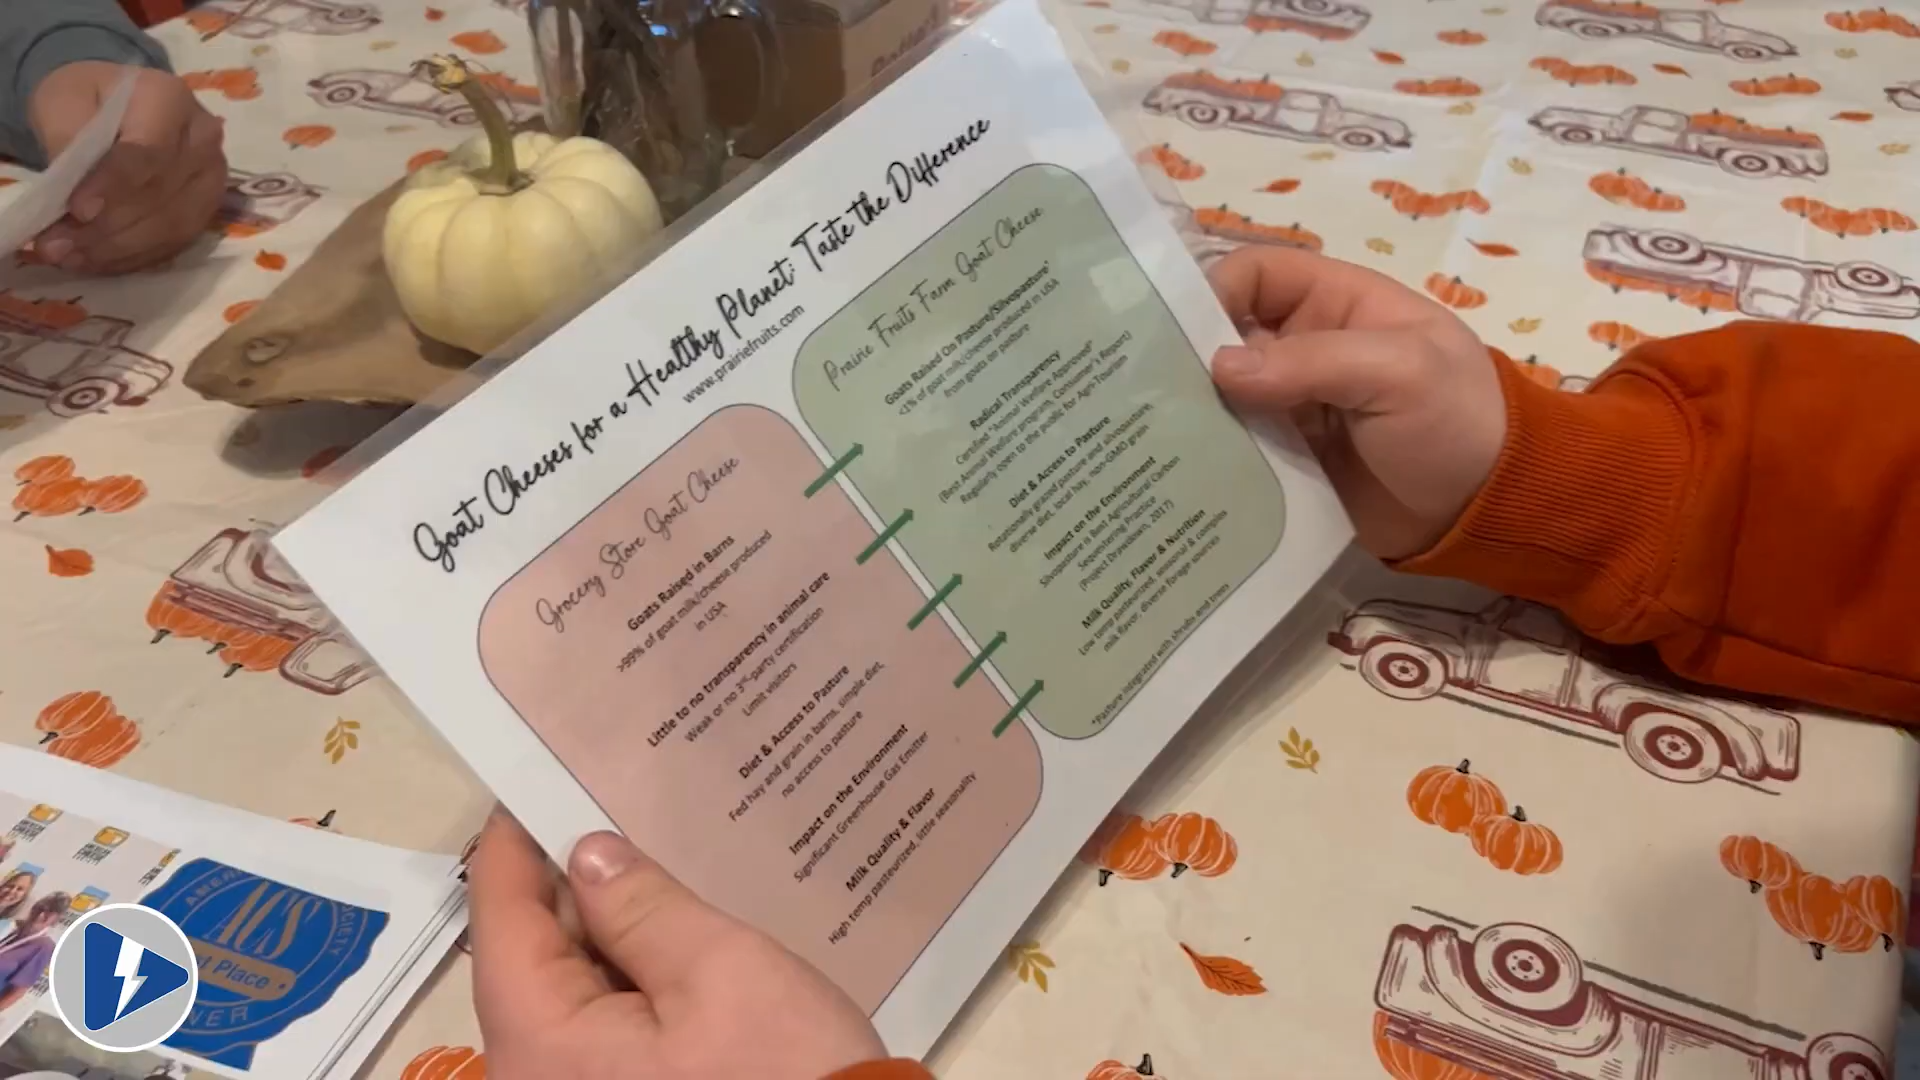 Goat Cheeses for a Healthy Planet: Taste the Difference
www.prairiefruits.com
Grocery Store Goat Cheese
Goats Raised in Barns
>99% of goat milk/cheese produced
in USA
Little to no transparency in animal care
Weak or no 3rd-party certification
Limit visitors
Diet & Access to Pasture
Fed hay and grain in barns, simple diet,
no access to pasture
Impact on the Environment
Significant Greenhouse Gas Emitter
Milk Quality & Flavor
High temp pasteurized, little seasonality
Prairie Fruits Farm Goat Cheese
Goats Raised On Pasture/Silvopasture*
<1% of goat milk/cheese produced in USA
from goats on pasture
Radical Transparency
Certified "Animal Welfare Approved"
(Best Animal Welfare program, Consumer's Report)
Regularly open to the public for Agri-Tourism
Diet & Access to Pasture
Rotationally grazed pasture and silvopasture,
diverse diet, local hay, non-GMO grain
Impact on the Environment
Silvopasture is Best Agricultural Carbon
Sequestering Practice
(Project Drawdown, 2017)
Milk Quality, Flavor & Nutrition
Low temp pasteurized, seasonal & complex
milk flavor, diverse forage sources
*Pasture integrated with shrubs and trees
ACS
Place